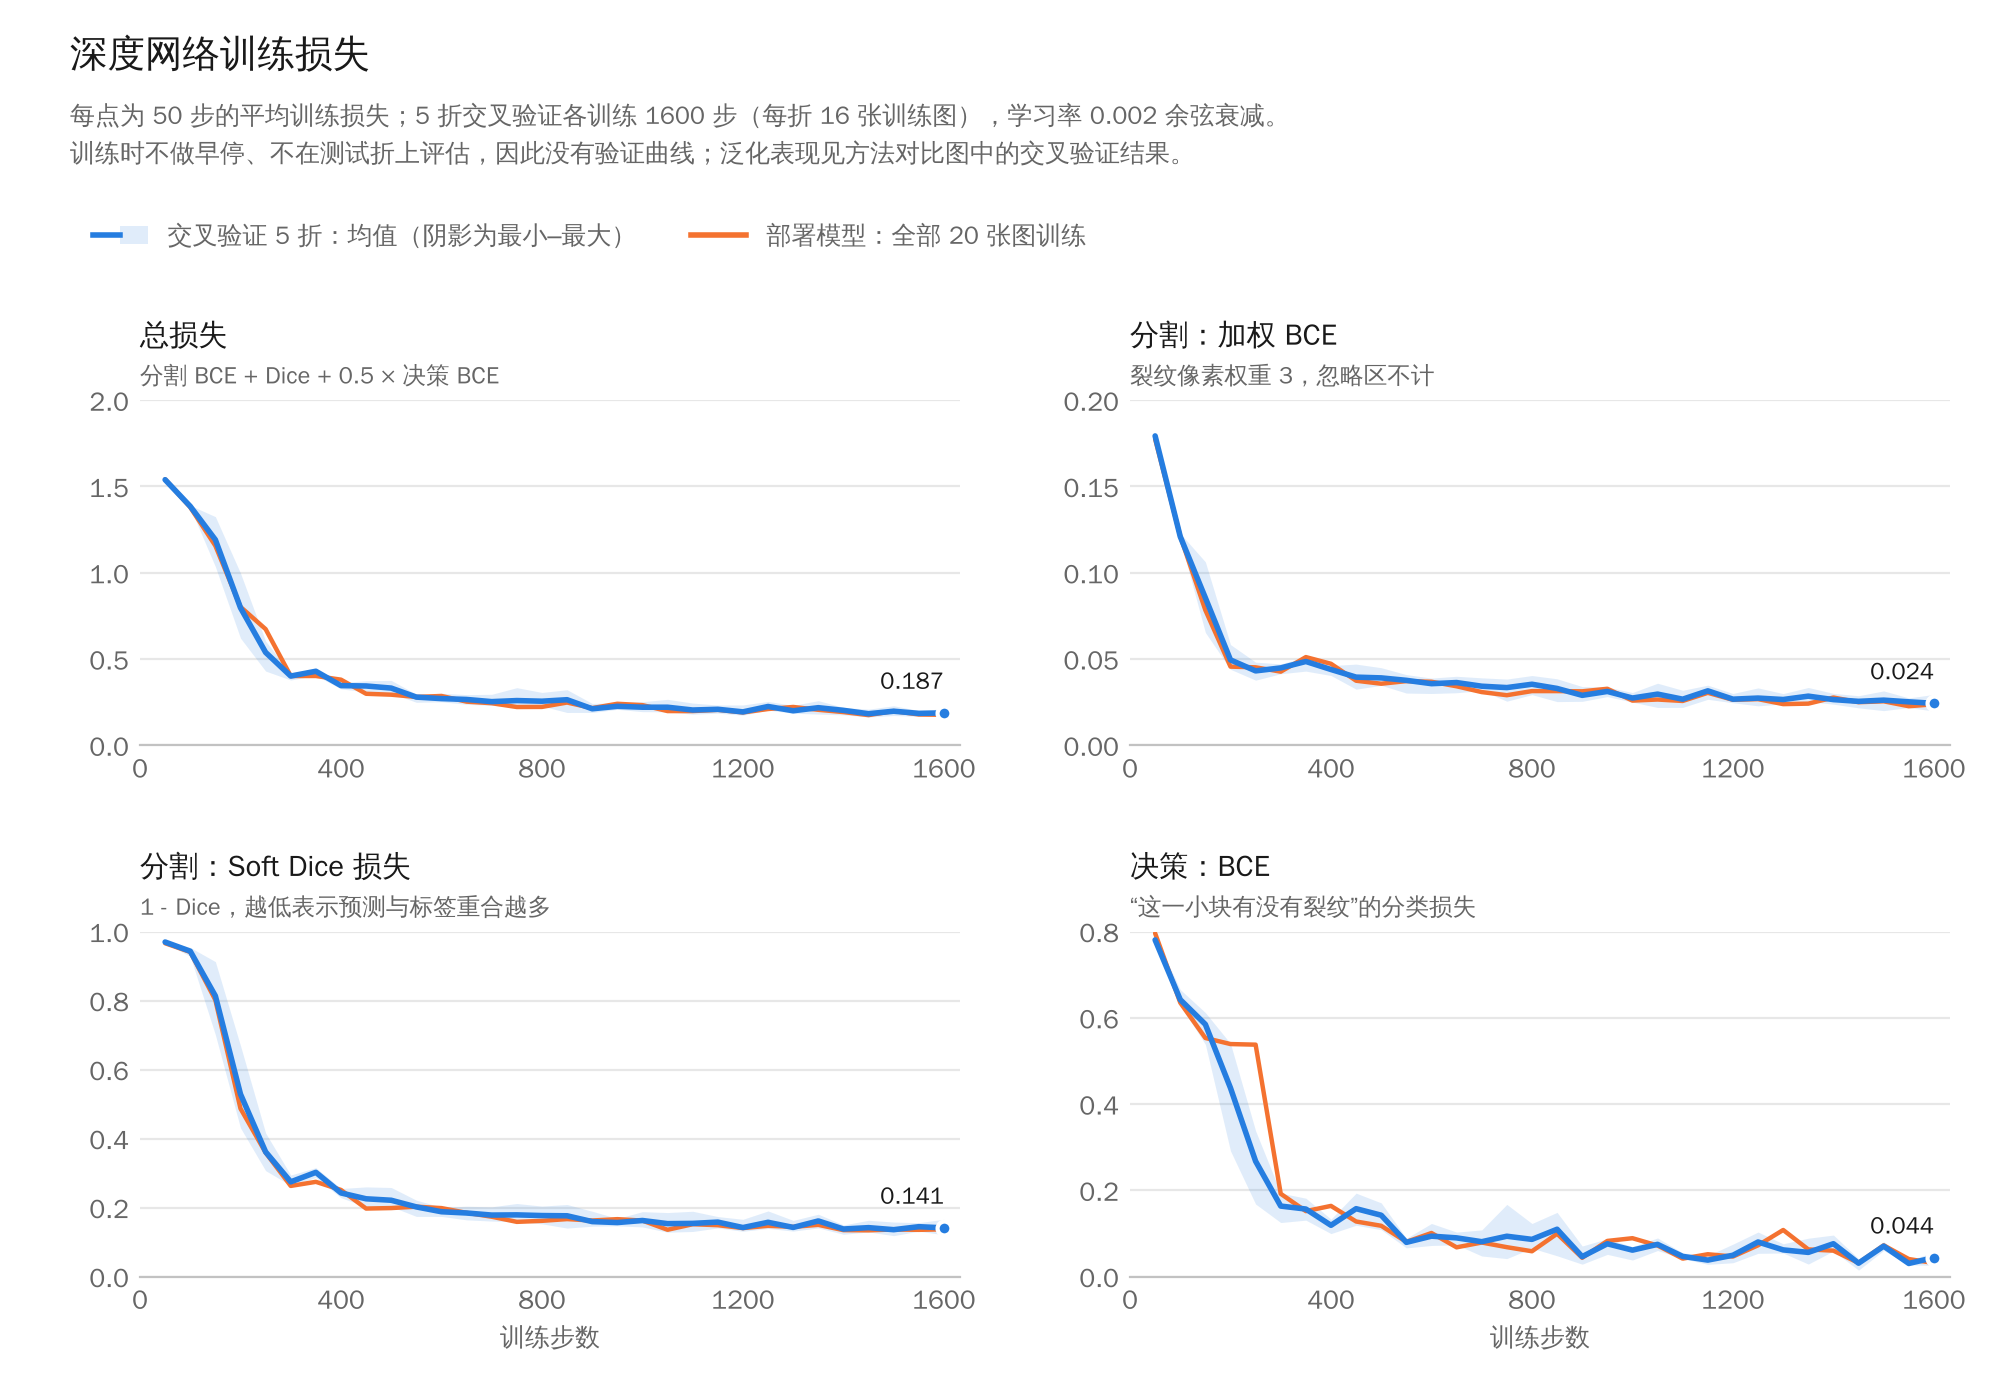 深度网络训练损失
每点为 50 步的平均训练损失；5 折交叉验证各训练 1600 步（每折 16 张训练图），学习率 0.002 余弦衰减。
训练时不做早停、不在测试折上评估，因此没有验证曲线；泛化表现见方法对比图中的交叉验证结果。
交叉验证 5 折：均值（阴影为最小–最大）
部署模型：全部 20 张图训练
总损失
分割 BCE + Dice + 0.5 × 决策 BCE
2.0
1.5
1.0
0.5
0.0
0.187
0 400 800 1200 1600
分割：加权 BCE
裂纹像素权重 3，忽略区不计
0.20
0.15
0.10
0.05
0.00
0.024
0 400 800 1200 1600
分割：Soft Dice 损失
1 - Dice，越低表示预测与标签重合越多
1.0
0.8
0.6
0.4
0.2
0.0
0.141
0 400 800 1200 1600
训练步数
决策：BCE
“这一小块有没有裂纹”的分类损失
0.8
0.6
0.4
0.2
0.0
0.044
0 400 800 1200 1600
训练步数